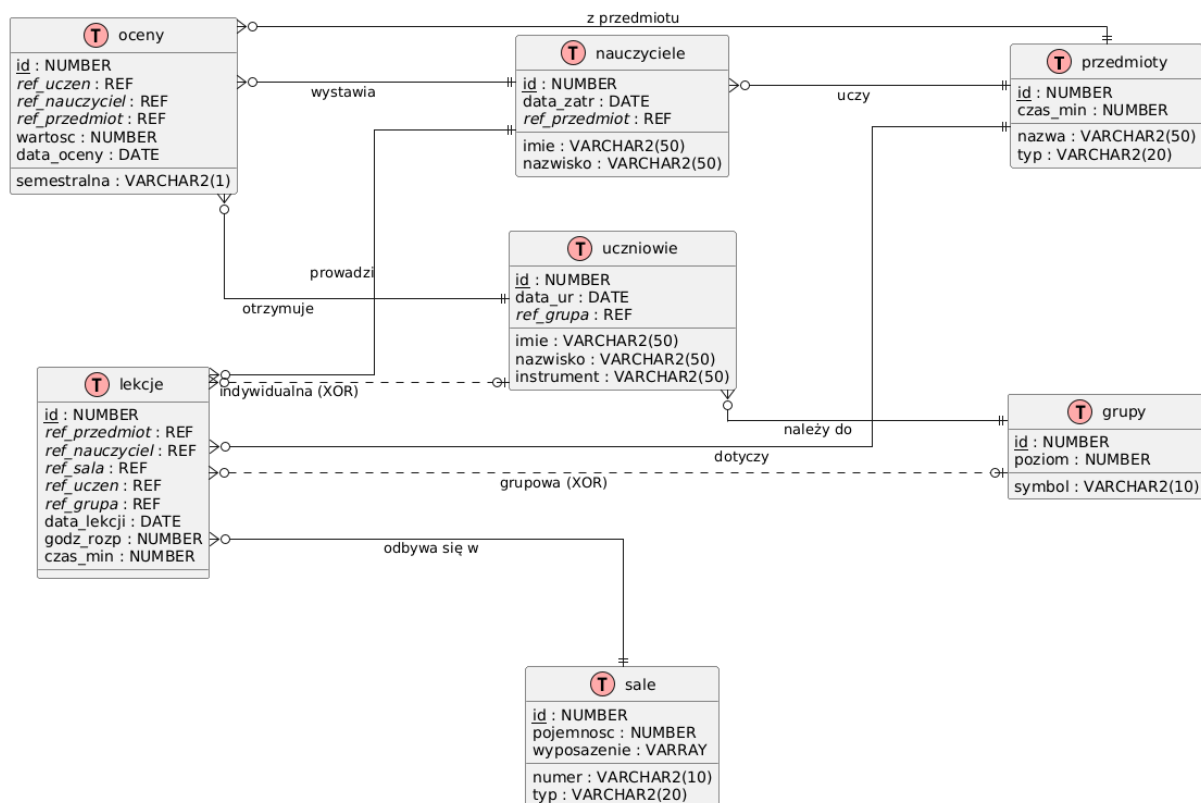 z przedmiotu
T oceny
id : NUMBER
ref_uczen : REF
ref_nauczyciel : REF
ref_przedmiot : REF
wartosc : NUMBER
data_oceny : DATE
semestralna : VARCHAR2(1)
wystawia
T nauczyciele
id : NUMBER
data_zatr : DATE
ref_przedmiot : REF
imie : VARCHAR2(50)
nazwisko : VARCHAR2(50)
uczy
T przedmioty
id : NUMBER
czas_min : NUMBER
nazwa : VARCHAR2(50)
typ : VARCHAR2(20)
prowadzi
otrzymuje
T uczniowie
id : NUMBER
data_ur : DATE
ref_grupa : REF
imie : VARCHAR2(50)
nazwisko : VARCHAR2(50)
instrument : VARCHAR2(50)
indywidualna (XOR)
należy do
T lekcje
id : NUMBER
ref_przedmiot : REF
ref_nauczyciel : REF
ref_sala : REF
ref_uczen : REF
ref_grupa : REF
data_lekcji : DATE
godz_rozp : NUMBER
czas_min : NUMBER
dotyczy
grupowa (XOR)
T grupy
id : NUMBER
poziom : NUMBER
symbol : VARCHAR2(10)
odbywa się w
T sale
id : NUMBER
pojemnosc : NUMBER
wyposazenie : VARRAY
numer : VARCHAR2(10)
typ : VARCHAR2(20)